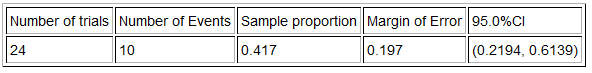 Number of trials Number of Events Sample proportion Margin of Error 95.0%CI
24 10 0.417 0.197 (0.2194, 0.6139)